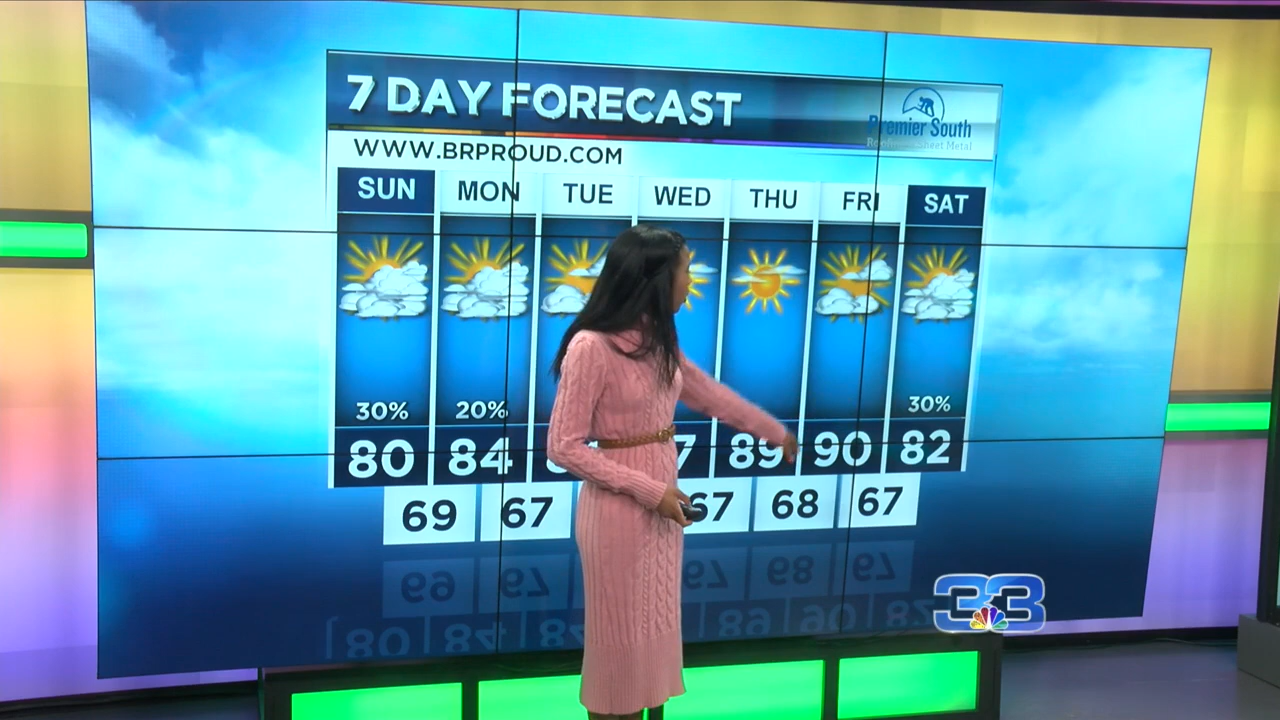 7 DAY FORECAST
Premier South
WWW.BRPROUD.COM
SUN MON TUE WED THU FRI SAT
30% 20% 30%
80 84 89 90 82
69 67 67 68 67
33